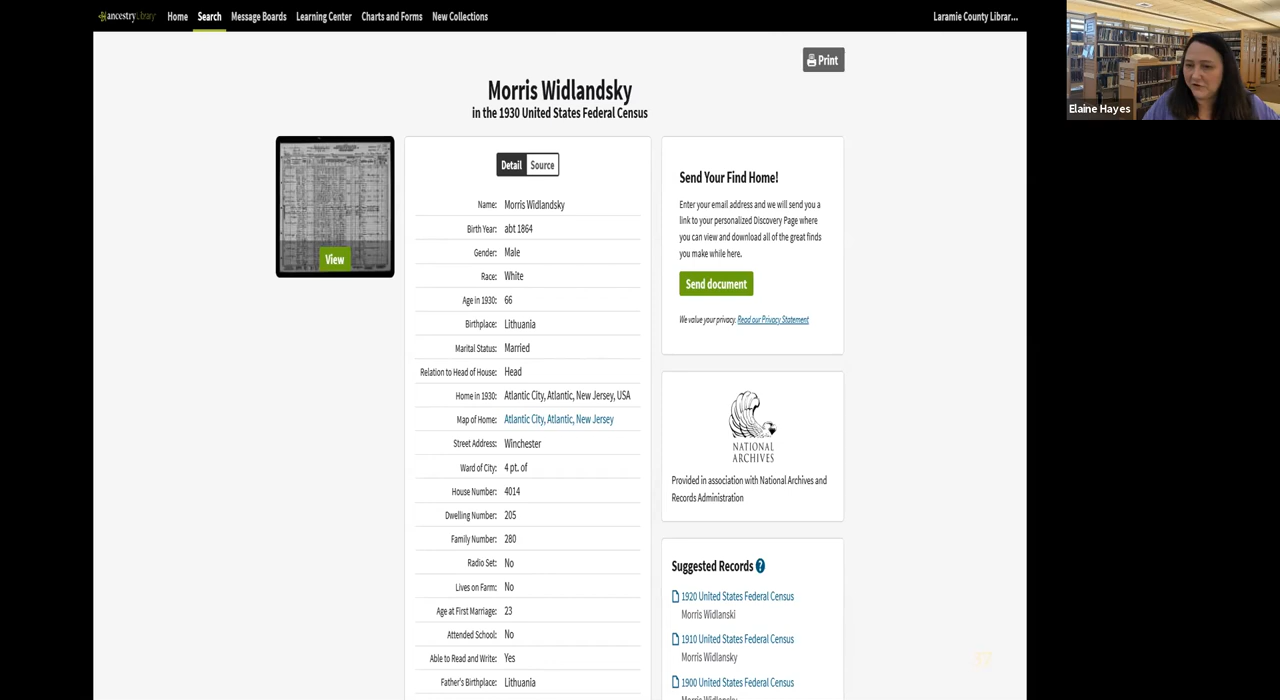 ancestrylibrary Home Search Message Boards Learning Center Charts and Forms New Collections Laramie County Librar...
Print
Elaine Hayes
Morris Widlandsky
in the 1930 United States Federal Census
View
Detail Source
Name: Morris Widlandsky
Birth Year: abt 1864
Gender: Male
Race: White
Age in 1930: 66
Birthplace: Lithuania
Marital Status: Married
Relation to Head of House: Head
Home in 1930: Atlantic City, Atlantic, New Jersey, USA
Map of Home: Atlantic City, Atlantic, New Jersey
Street Address: Winchester
Ward of City: 4 pt. of
House Number: 4014
Dwelling Number: 205
Family Number: 280
Radio Set: No
Lives on Farm: No
Age at First Marriage: 23
Attended School: No
Able to Read and Write: Yes
Father's Birthplace: Lithuania
Send Your Find Home!
Enter your email address and we will send you a
link to your personalized Discovery Page where
you can view and download all of the great finds
you make while here.
Send document
We value your privacy. Read our Privacy Statement
NATIONAL
ARCHIVES
Provided in association with National Archives and
Records Administration
Suggested Records ?
1920 United States Federal Census
Morris Widlanski
1910 United States Federal Census
Morris Widlansky
1900 United States Federal Census